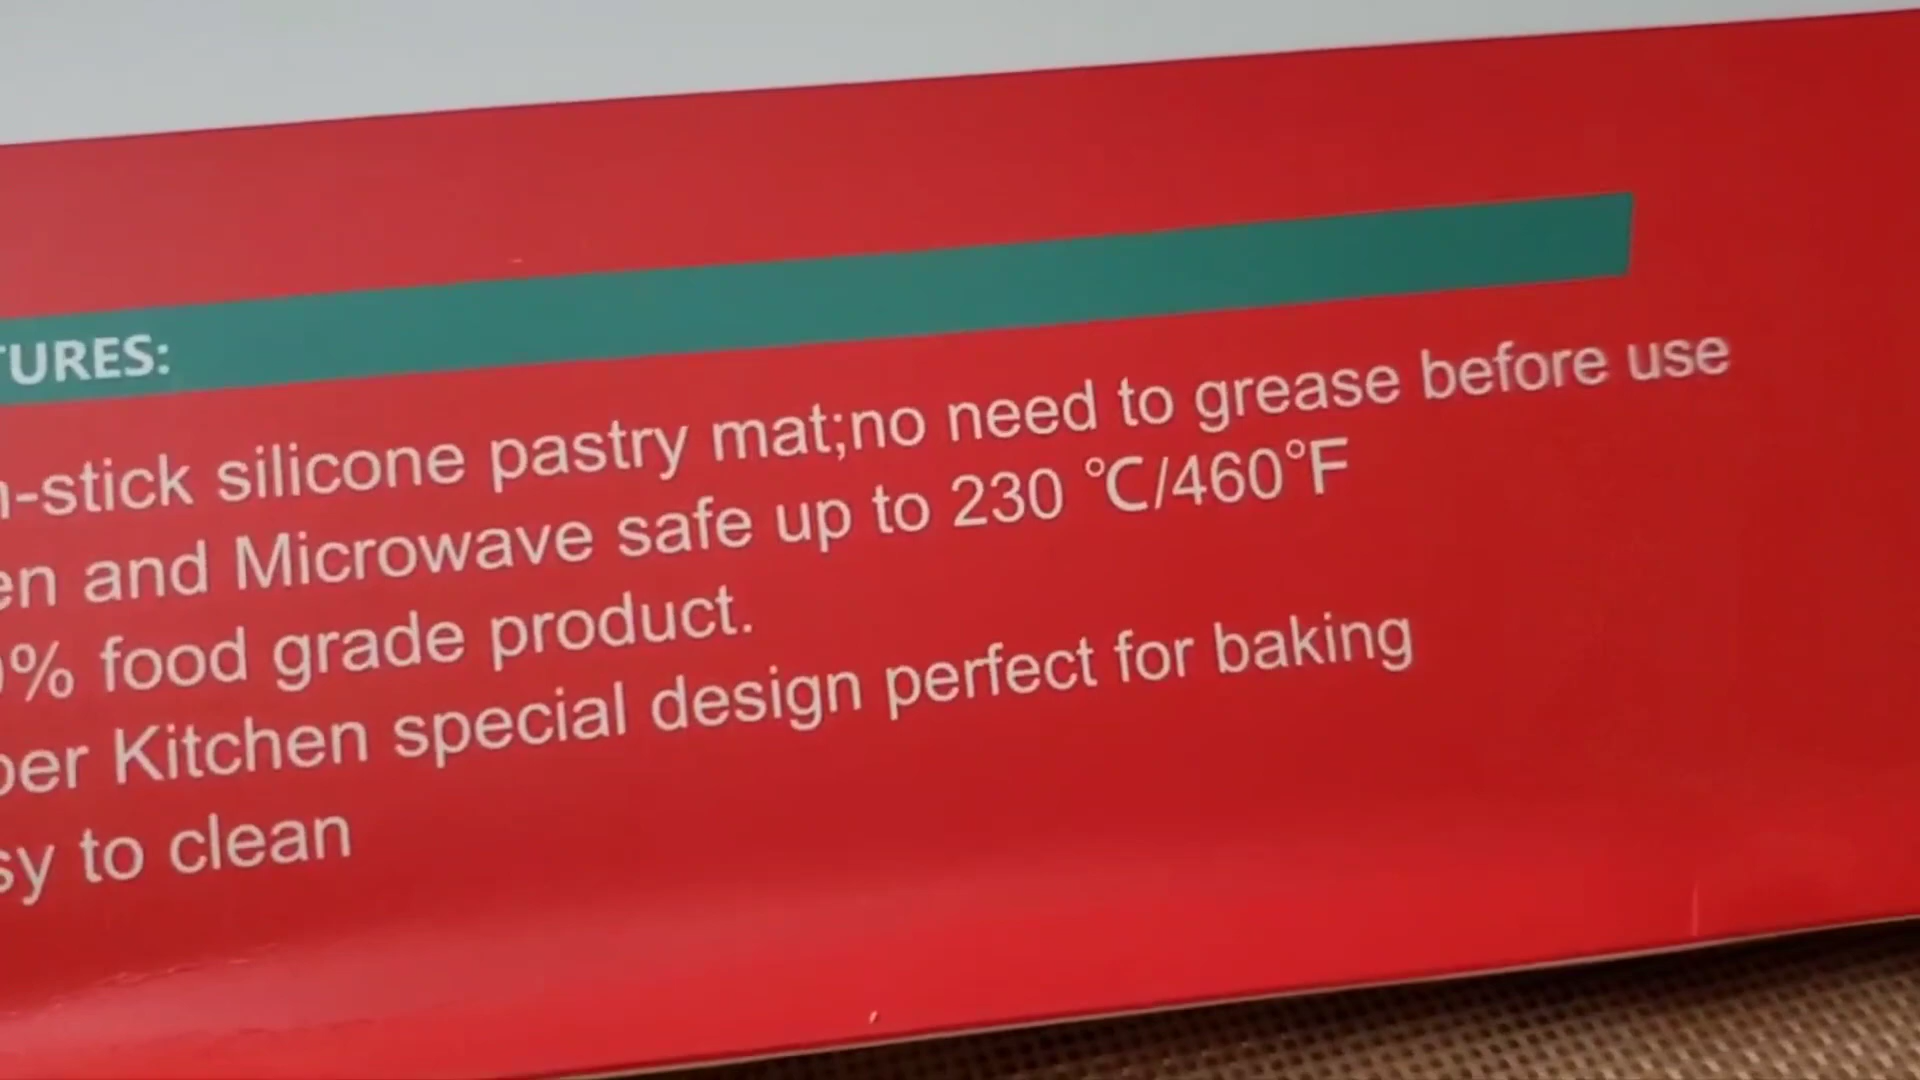 TURES:
n-stick silicone pastry mat;no need to grease before use
en and Microwave safe up to 230 ℃/460°F
0% food grade product.
per Kitchen special design perfect for baking
sy to clean